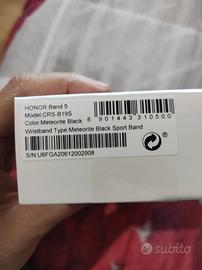 HONOR Band 5
Model:CRS-B19S
Color:Meteorite Black
6 901443 310500
Wristband Type:Meteorite Black Sport Band
S/N:U6FGA20612002908
subito